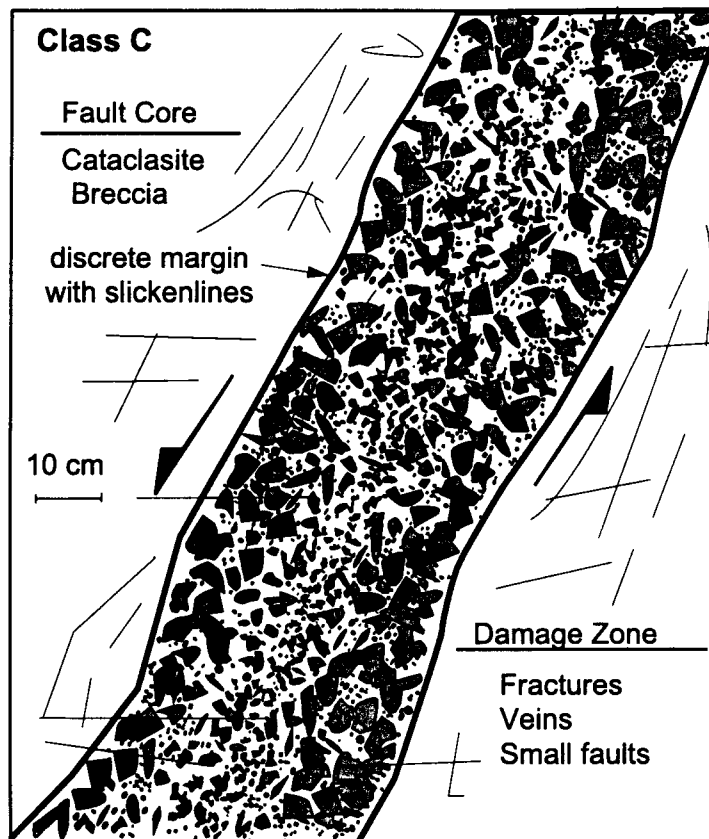 Class C
Fault Core
Cataclasite
Breccia
discrete margin
with slickenlines
10 cm
Damage Zone
Fractures
Veins
Small faults